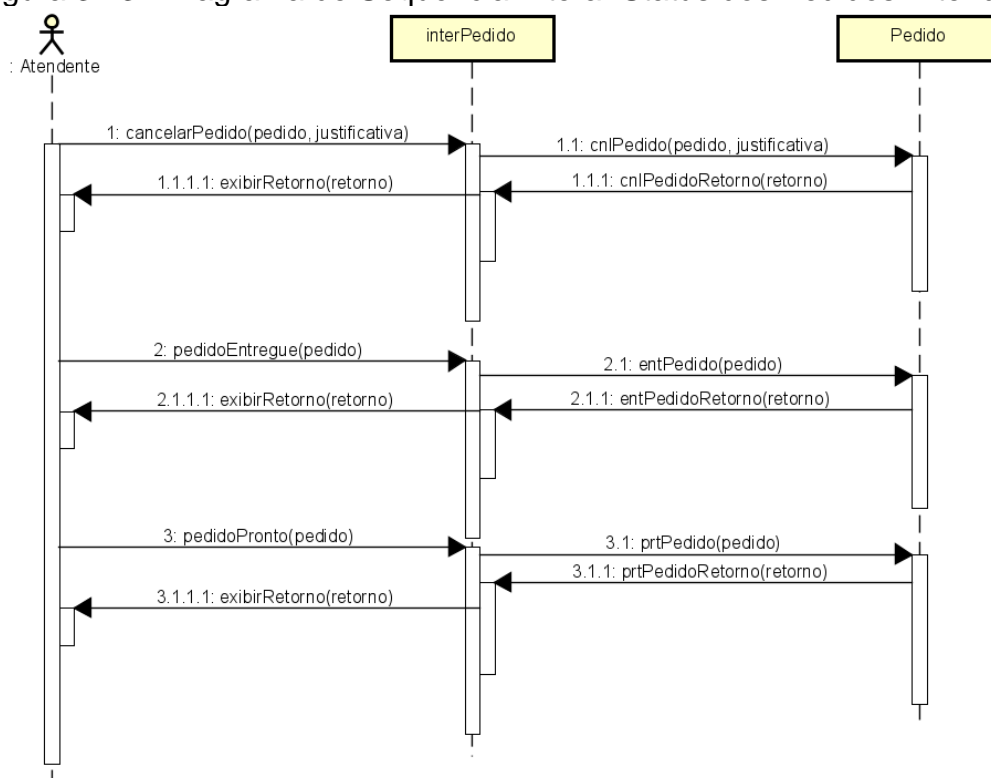 interPedido
Pedido
: Atendente
1: cancelarPedido(pedido, justificativa)
1.1: cnlPedido(pedido, justificativa)
1.1.1.1: exibirRetorno(retorno)
1.1.1: cnlPedidoRetorno(retorno)
2: pedidoEntregue(pedido)
2.1: entPedido(pedido)
2.1.1.1: exibirRetorno(retorno)
2.1.1: entPedidoRetorno(retorno)
3: pedidoPronto(pedido)
3.1: prtPedido(pedido)
3.1.1: prtPedidoRetorno(retorno)
3.1.1.1: exibirRetorno(retorno)